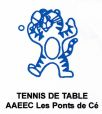 TENNIS DE TABLE
AAEEC Les Ponts de Cé